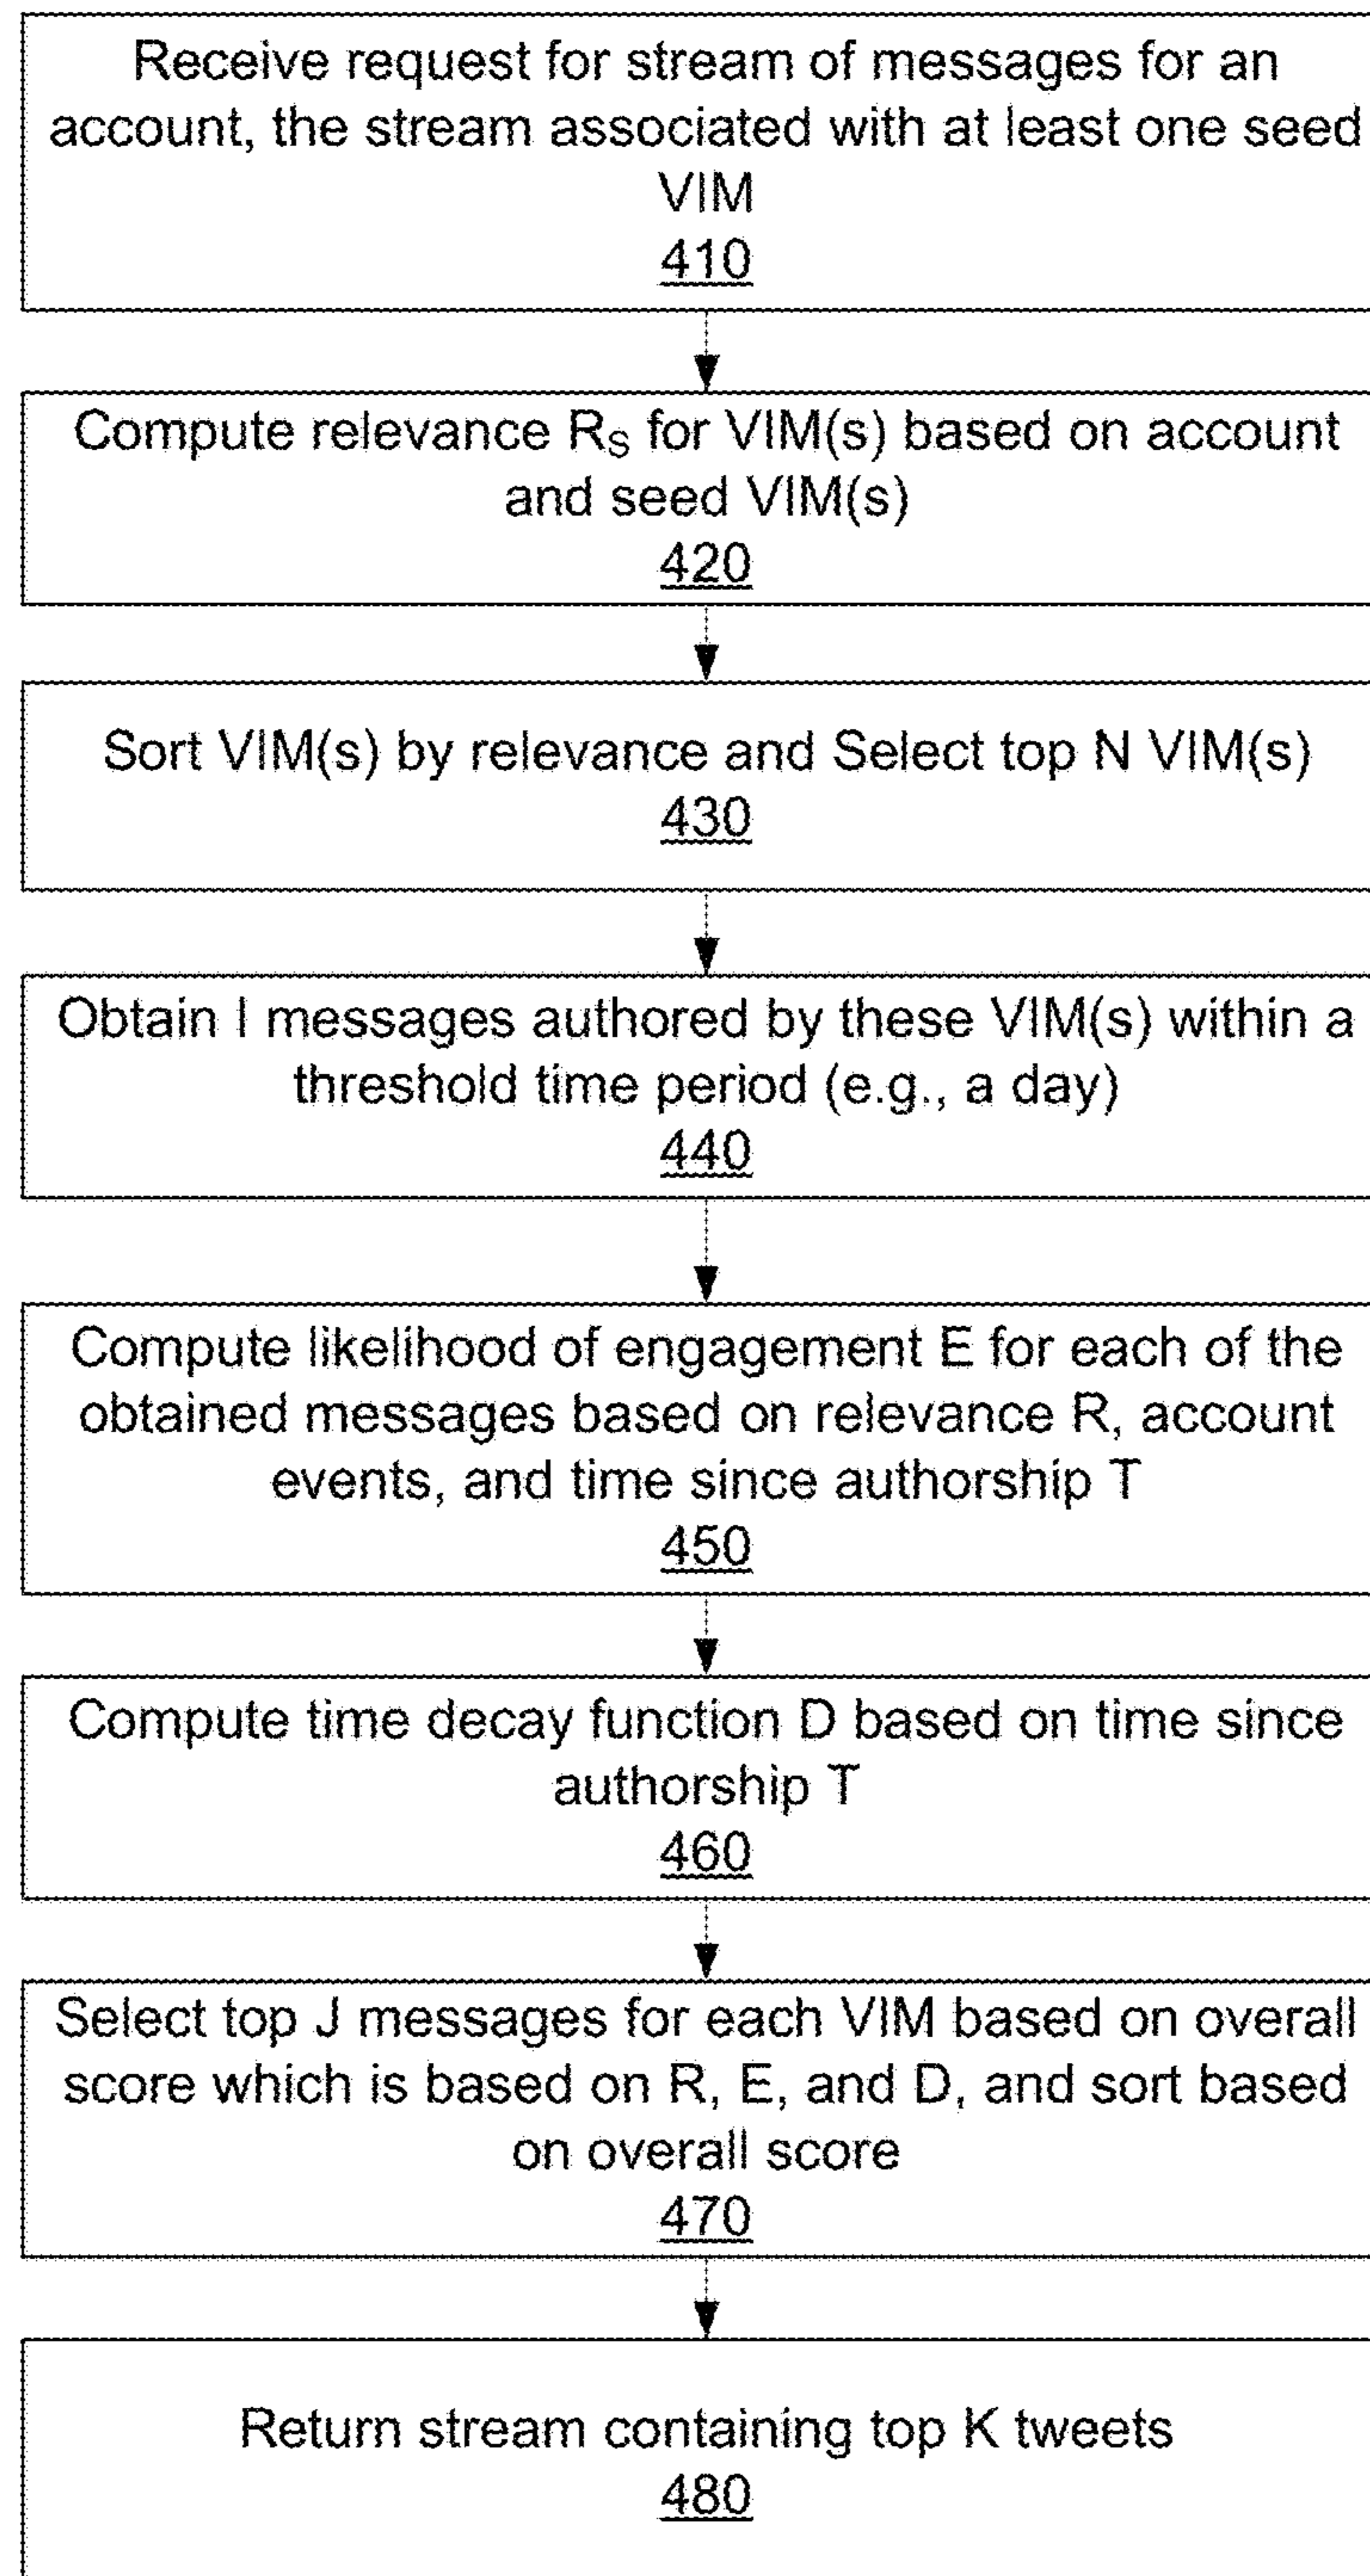 Receive request for stream of messages for an
account, the stream associated with at least one seed
VIM
410
Compute relevance RS for VIM(s) based on account
and seed VIM(s)
420
Sort VIM(s) by relevance and Select top N VIM(s)
430
Obtain I messages authored by these VIM(s) within a
threshold time period (e.g., a day)
440
Compute likelihood of engagement E for each of the
obtained messages based on relevance R, account
events, and time since authorship T
450
Compute time decay function D based on time since
authorship T
460
Select top J messages for each VIM based on overall
score which is based on R, E, and D, and sort based
on overall score
470
Return stream containing top K tweets
480